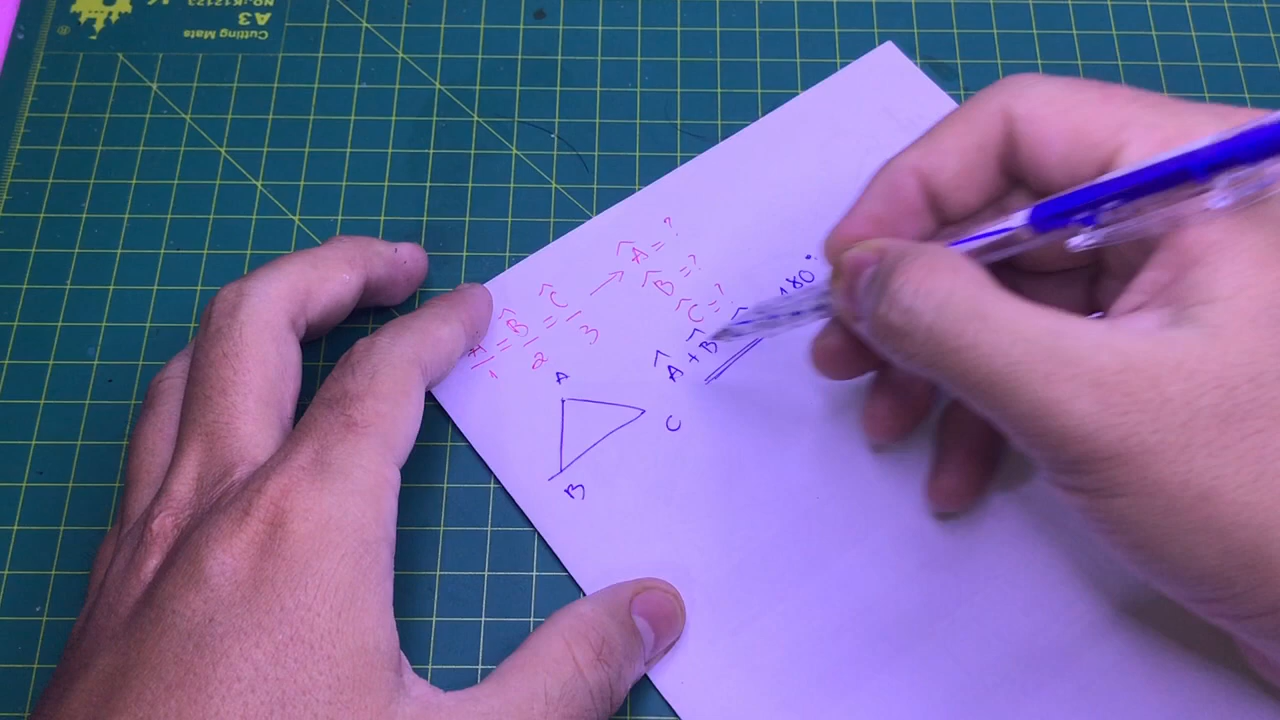 A3
Cutting Mats
Â/1 = B̂/2 = Ĉ/3 → Â = ?
B̂ = ?
Ĉ = ?
Â + B̂ 180°
A
B
C